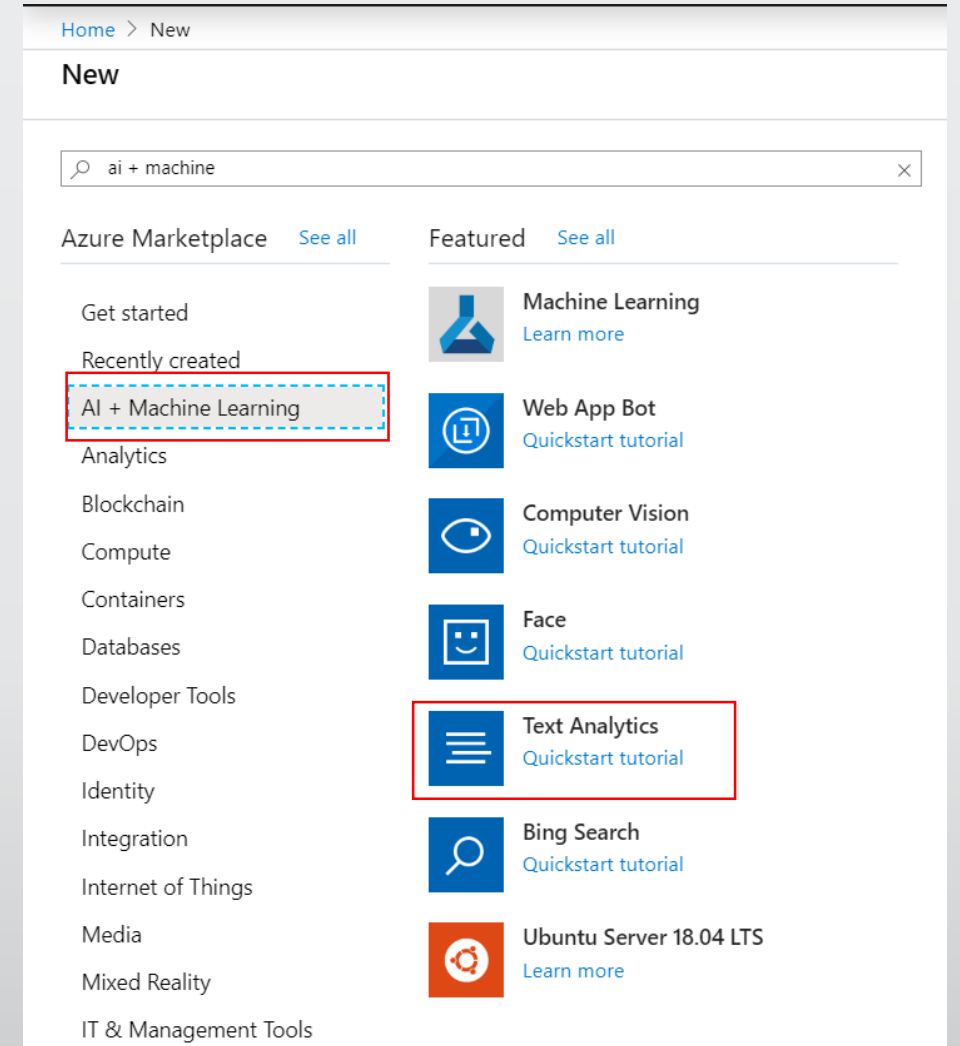 Home > New
New
ai + machine
Azure Marketplace See all
Get started
Recently created
AI + Machine Learning
Analytics
Blockchain
Compute
Containers
Databases
Developer Tools
DevOps
Identity
Integration
Internet of Things
Media
Mixed Reality
IT & Management Tools
Featured See all
Machine Learning
Learn more
Web App Bot
Quickstart tutorial
Computer Vision
Quickstart tutorial
Face
Quickstart tutorial
Text Analytics
Quickstart tutorial
Bing Search
Quickstart tutorial
Ubuntu Server 18.04 LTS
Learn more